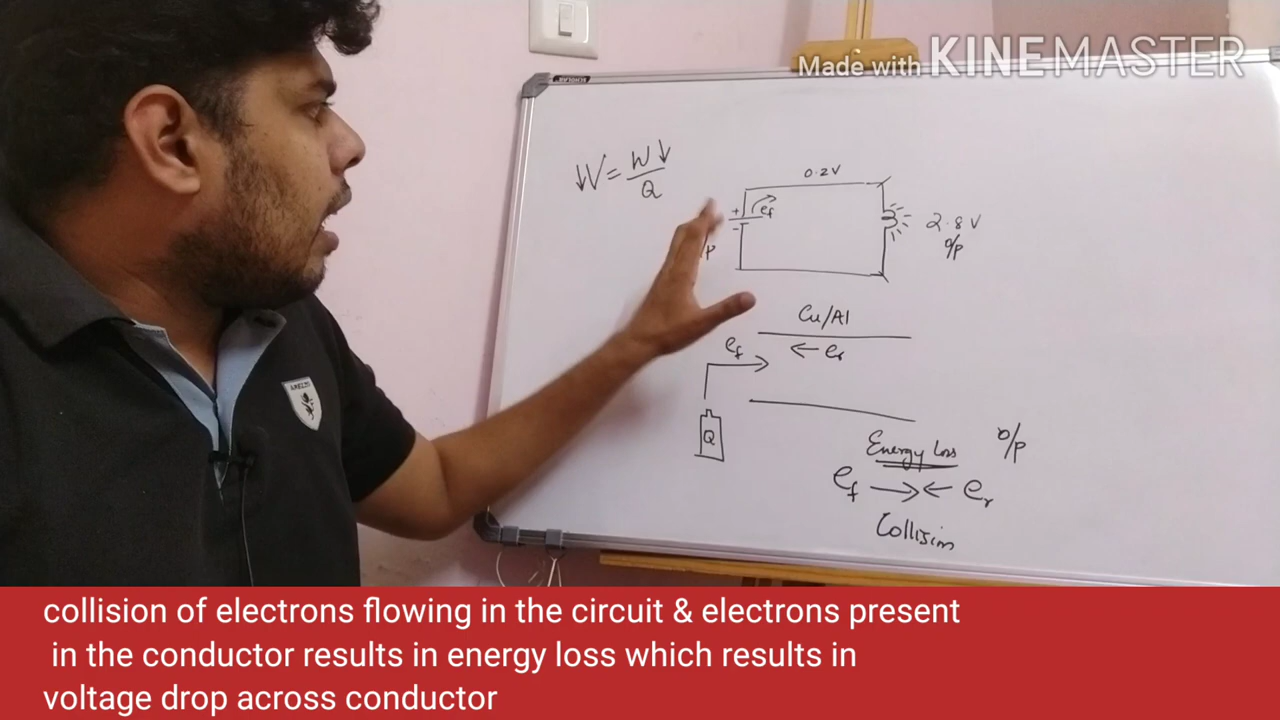 Made with KINEMASTER
↓V = W↓
Q
0.2V
+
ef
-
/P
2.8V
o/p
Cu/Al
ef
← er
Q
Energy Loss o/p
ef → ← er
Collision
collision of electrons flowing in the circuit & electrons present
in the conductor results in energy loss which results in
voltage drop across conductor